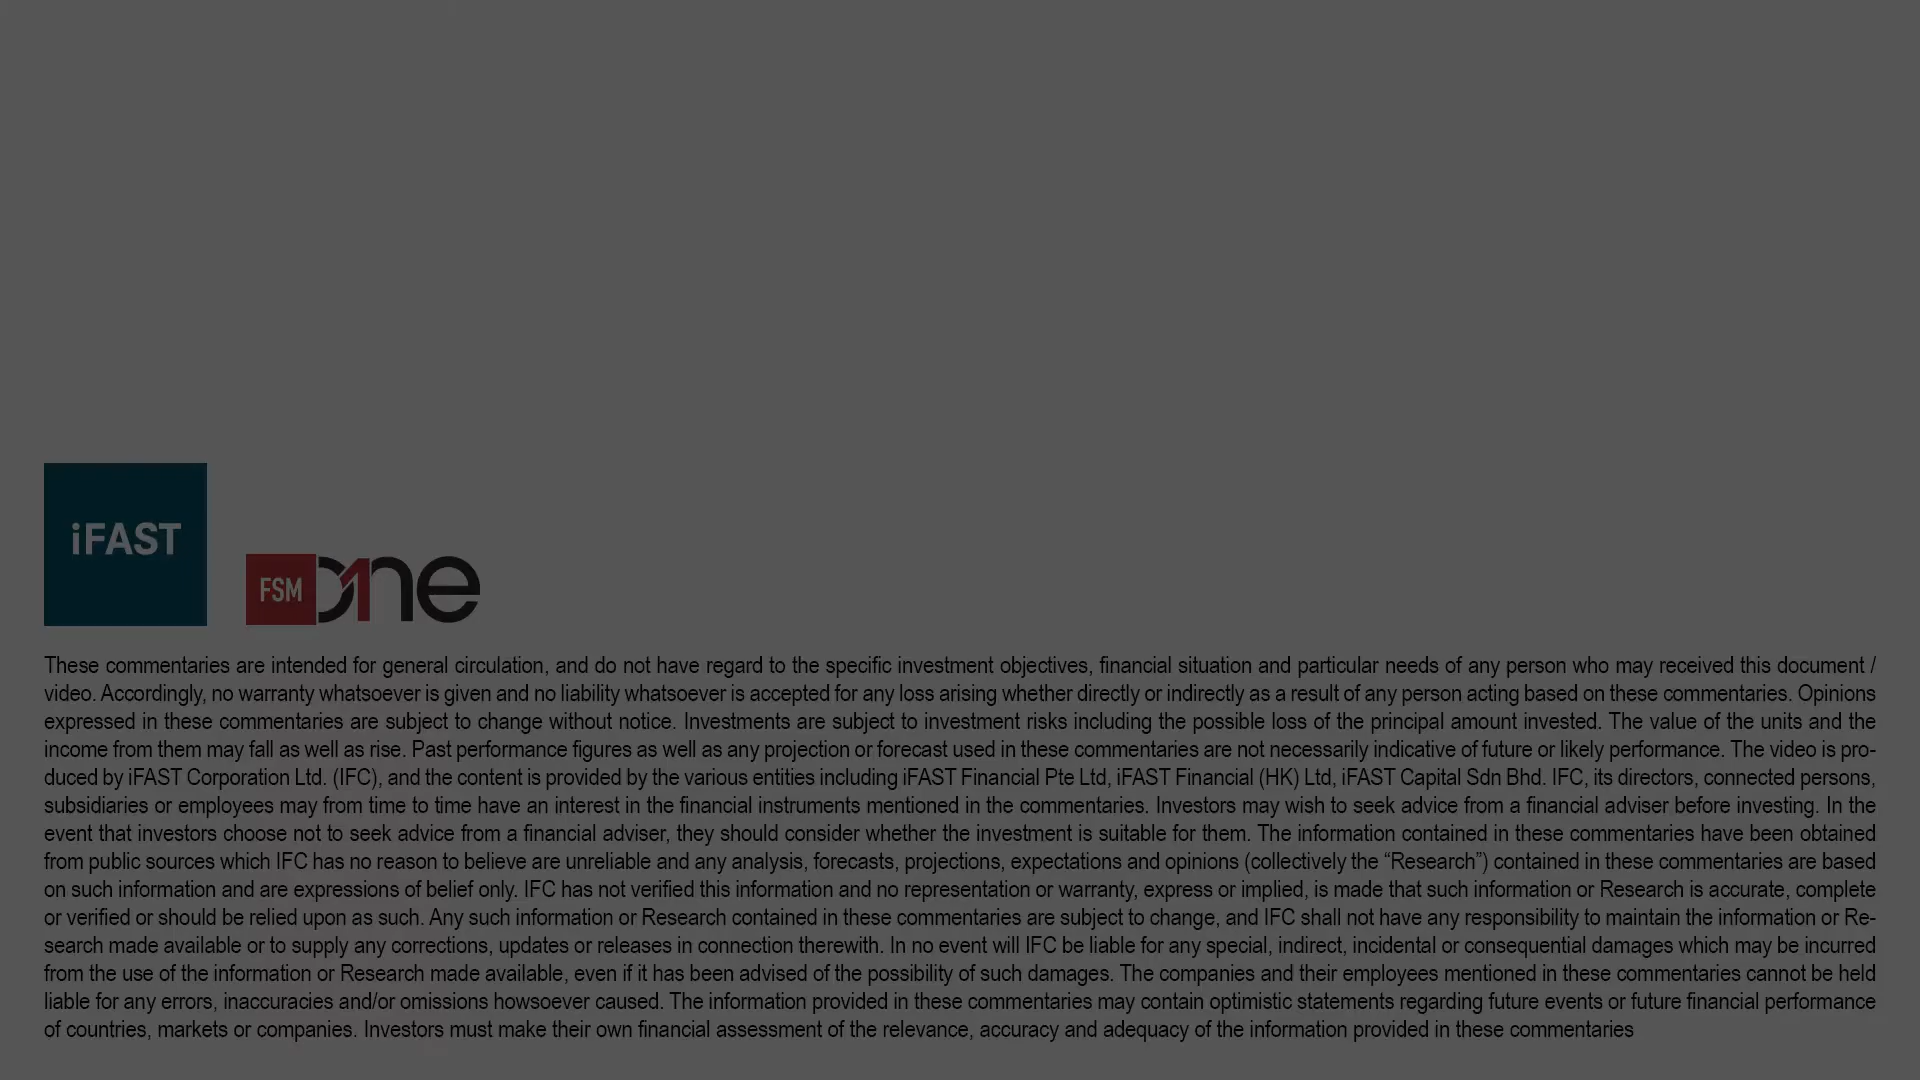 iFAST
FSM One
These commentaries are intended for general circulation, and do not have regard to the specific investment objectives, financial situation and particular needs of any person who may received this document /
video. Accordingly, no warranty whatsoever is given and no liability whatsoever is accepted for any loss arising whether directly or indirectly as a result of any person acting based on these commentaries. Opinions
expressed in these commentaries are subject to change without notice. Investments are subject to investment risks including the possible loss of the principal amount invested. The value of the units and the
income from them may fall as well as rise. Past performance figures as well as any projection or forecast used in these commentaries are not necessarily indicative of future or likely performance. The video is pro-
duced by iFAST Corporation Ltd. (IFC), and the content is provided by the various entities including iFAST Financial Pte Ltd, iFAST Financial (HK) Ltd, iFAST Capital Sdn Bhd. IFC, its directors, connected persons,
subsidiaries or employees may from time to time have an interest in the financial instruments mentioned in the commentaries. Investors may wish to seek advice from a financial adviser before investing. In the
event that investors choose not to seek advice from a financial adviser, they should consider whether the investment is suitable for them. The information contained in these commentaries have been obtained
from public sources which IFC has no reason to believe are unreliable and any analysis, forecasts, projections, expectations and opinions (collectively the “Research”) contained in these commentaries are based
on such information and are expressions of belief only. IFC has not verified this information and no representation or warranty, express or implied, is made that such information or Research is accurate, complete
or verified or should be relied upon as such. Any such information or Research contained in these commentaries are subject to change, and IFC shall not have any responsibility to maintain the information or Re-
search made available or to supply any corrections, updates or releases in connection therewith. In no event will IFC be liable for any special, indirect, incidental or consequential damages which may be incurred
from the use of the information or Research made available, even if it has been advised of the possibility of such damages. The companies and their employees mentioned in these commentaries cannot be held
liable for any errors, inaccuracies and/or omissions howsoever caused. The information provided in these commentaries may contain optimistic statements regarding future events or future financial performance
of countries, markets or companies. Investors must make their own financial assessment of the relevance, accuracy and adequacy of the information provided in these commentaries